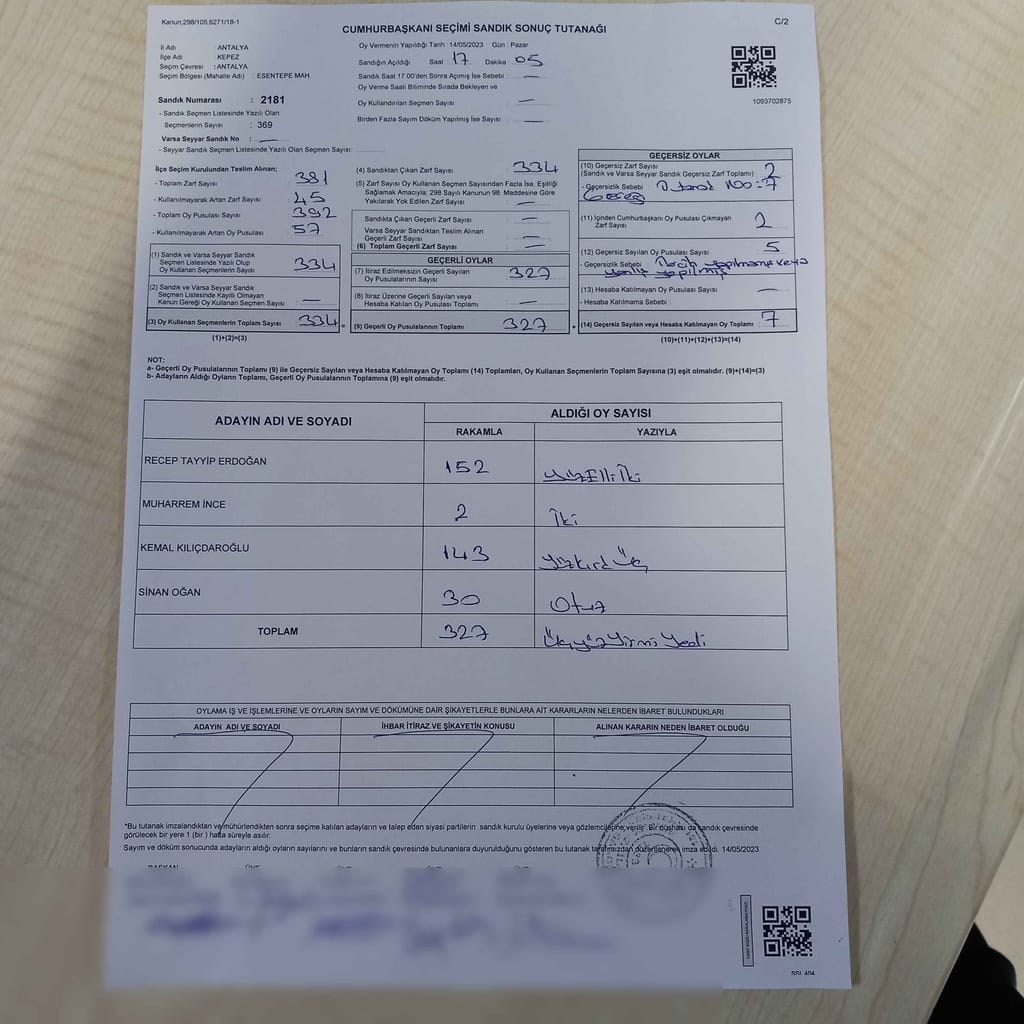 Kanun;298/105;6271/18-1
C/2
CUMHURBAŞKANI SEÇİMİ SANDIK SONUÇ TUTANAĞI
İl Adı ANTALYA
İlçe Adı KEPEZ
Seçim Çevresi : ANTALYA
Seçim Bölgesi (Mahalle Adı) : ESENTEPE MAH.
Sandık Numarası : 2181
- Sandık Seçmen Listesinde Yazılı Olan
Seçmenlerin Sayısı : 369
Varsa Seyyar Sandık No : —
- Seyyar Sandık Seçmen Listesinde Yazılı Olan Seçmen Sayısı:
Oy Vermenin Yapıldığı Tarih :14/05/2023 Gün : Pazar
Sandığın Açıldığı Saat 17 Dakika 05
Sandık Saat 17:00'den Sonra Açımış İse Sebebi : —
Oy Verme Saati Bitiminde Sırada Bekleyen ve
Oy Kullandırılan Seçmen Sayısı —
Birden Fazla Sayım Döküm Yapılmış İse Sayısı : —
1093702875
İlçe Seçim Kurulundan Teslim Alınan;
- Toplam Zarf Sayısı 381
- Kullanılmayarak Artan Zarf Sayısı 45
- Toplam Oy Pusulası Sayısı 392
- Kullanılmayarak Artan Oy Pusulası 57
(1) Sandık ve Varsa Seyyar Sandık
Seçmen Listesinde Yazılı Olup
Oy Kullanan Seçmenlerin Sayısı 334
(2) Sandık ve Varsa Seyyar Sandık
Seçmen Listesinde Kayıtlı Olmayan
Kanun Gereği Oy Kullanan Seçmen Sayısı —
(3) Oy Kullanan Seçmenlerin Toplam Sayısı 334 =
(1)+(2)=(3)
(4) Sandıktan Çıkan Zarf Sayısı 334
(5) Zarf Sayısı Oy Kullanan Seçmen Sayısından Fazla İse, Eşitliği
Sağlamak Amacıyla, 298 Sayılı Kanunun 98. Maddesine Göre
Yakılarak Yok Edilen Zarf Sayısı —
Sandıkta Çıkan Geçerli Zarf Sayısı —
Varsa Seyyar Sandıktan Teslim Alınan
Geçerli Zarf Sayısı —
(6) Toplam Geçerli Zarf Sayısı —
GEÇERLİ OYLAR
(7) İtiraz Edilmeksizin Geçerli Sayılan
Oy Pusulalarının Sayısı 327
(8) İtiraz Üzerine Geçerli Sayılan veya
Hesaba Katılan Oy Pusulası Toplamı —
(9) Geçerli Oy Pusulalarının Toplamı 327 +
GEÇERSİZ OYLAR
(10) Geçersiz Zarf Sayısı
(Sandık ve Varsa Seyyar Sandık Geçersiz Zarf Toplamı) : 2
- Geçersizlik Sebebi
(11) İçinden Cumhurbaşkanı Oy Pusulası Çıkmayan
Zarf Sayısı 2
(12) Geçersiz Sayılan Oy Pusulası Sayısı 5
- Geçersizlik Sebebi : Tercih yapılmamış veya
yanlış yapılmış
(13) Hesaba Katılmayan Oy Pusulası Sayısı —
- Hesaba Katılmama Sebebi :
(14) Geçersiz Sayılan veya Hesaba Katılmayan Oy Toplamı : 7
(10)+(11)+(12)+(13)=(14)
NOT:
a- Geçerli Oy Pusulalarının Toplamı (9) ile Geçersiz Sayılan veya Hesaba Katılmayan Oy Toplamı (14) Toplamları, Oy Kullanan Seçmenlerin Toplam Sayısına (3) eşit olmalıdır. (9)+(14)=(3)
b- Adayların Aldığı Oyların Toplamı, Geçerli Oy Pusulalarının Toplamına (9) eşit olmalıdır.
ADAYIN ADI VE SOYADI ALDIĞI OY SAYISI
RAKAMLA YAZIYLA
RECEP TAYYİP ERDOĞAN 152 YüzElli İki
MUHARREM İNCE 2 İki
KEMAL KILIÇDAROĞLU 143 Yüzkırk Üç
SİNAN OĞAN 30 Otuz
TOPLAM 327 Üçyüz Yirmi Yedi
OYLAMA İŞ VE İŞLEMLERİNE VE OYLARIN SAYIM VE DÖKÜMÜNE DAİR ŞİKAYETLERLE BUNLARA AİT KARARLARIN NELERDEN İBARET BULUNDUKLARI
ADAYIN ADI VE SOYADI İHBAR İTİRAZ VE ŞİKAYETİN KONUSU ALINAN KARARIN NEDEN İBARET OLDUĞU
*Bu tutanak imzalandıktan ve mühürlendikten sonra seçime katılan adayların ve talep eden siyasi partilerin sandık kurulu üyelerine veya gözlemcilerine verilir. Bir nüshası da sandık çevresinde
görülecek bir yere 1 (bir ) hafta süreyle asılır.
Sayım ve döküm sonucunda adayların aldığı oyların sayılarını ve bunların sandık çevresinde bulunanlara duyurulduğunu gösteren bu tutanak tarafımızdan düzenlenerek imza edildi. 14/05/2023